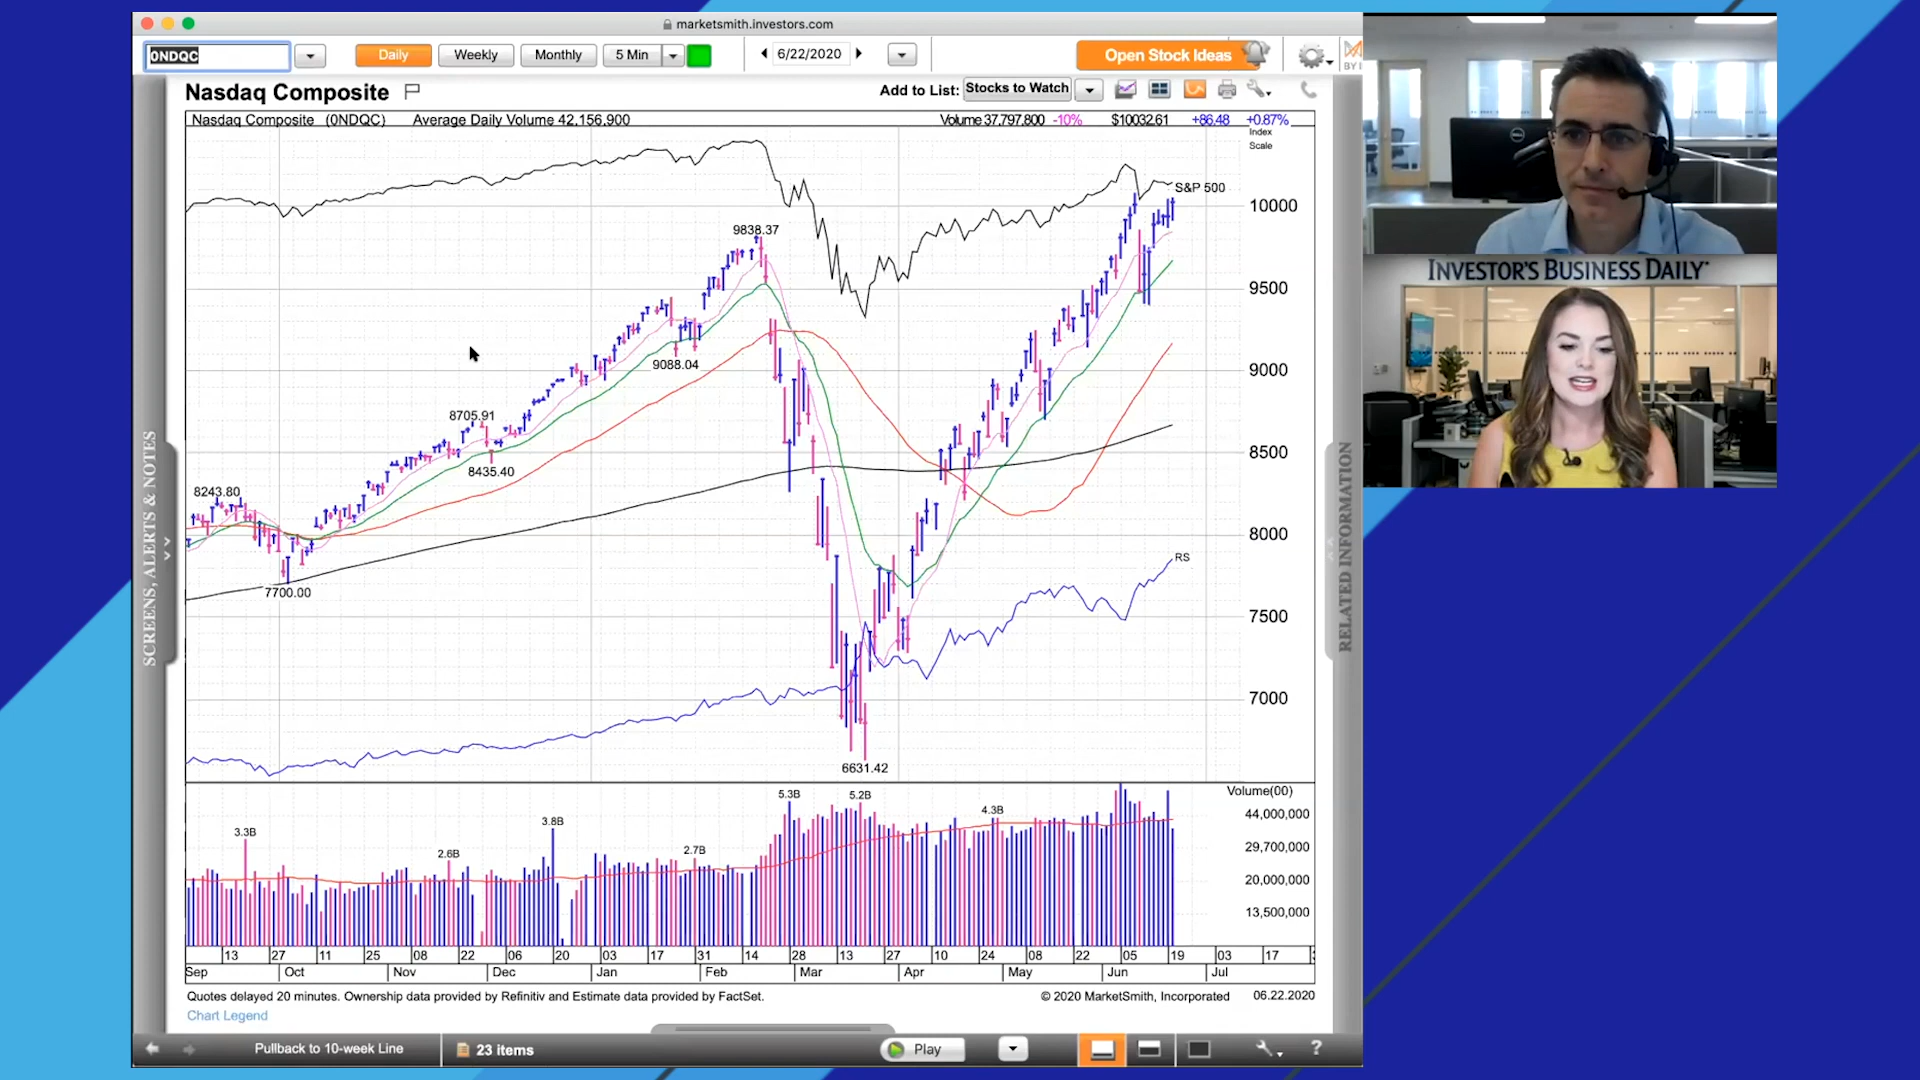 marketsmith.investors.com
0NDQC
Daily
Weekly
Monthly
5 Min
6/22/2020
Open Stock Ideas
BY I
Nasdaq Composite
Add to List:
Stocks to Watch
Nasdaq Composite (0NDQC) Average Daily Volume 42,156,900
Volume 37,797,800 -10% $10032.61 +86.48 +0.87%
Index
Scale
S&P 500
10000
9838.37
9500
9088.04
9000
8705.91
8500
8435.40
8243.80
8000
RS
7700.00
7500
7000
6631.42
SCREENS, ALERTS & NOTES
RELATED INFORMATION
Volume(00)
5.3B
5.2B
4.3B
3.8B
3.3B
2.6B
2.7B
44,000,000
29,700,000
20,000,000
13,500,000
13 27 11 25 08 22 06 20 03 17 31 14 28 13 27 10 24 08 22 05 19 03 17
Sep Oct Nov Dec Jan Feb Mar Apr May Jun Jul
Quotes delayed 20 minutes. Ownership data provided by Refinitiv and Estimate data provided by FactSet.
© 2020 MarketSmith, Incorporated
06.22.2020
Chart Legend
Pullback to 10-week Line
23 items
Play
?
DELL
INVESTOR'S BUSINESS DAILY